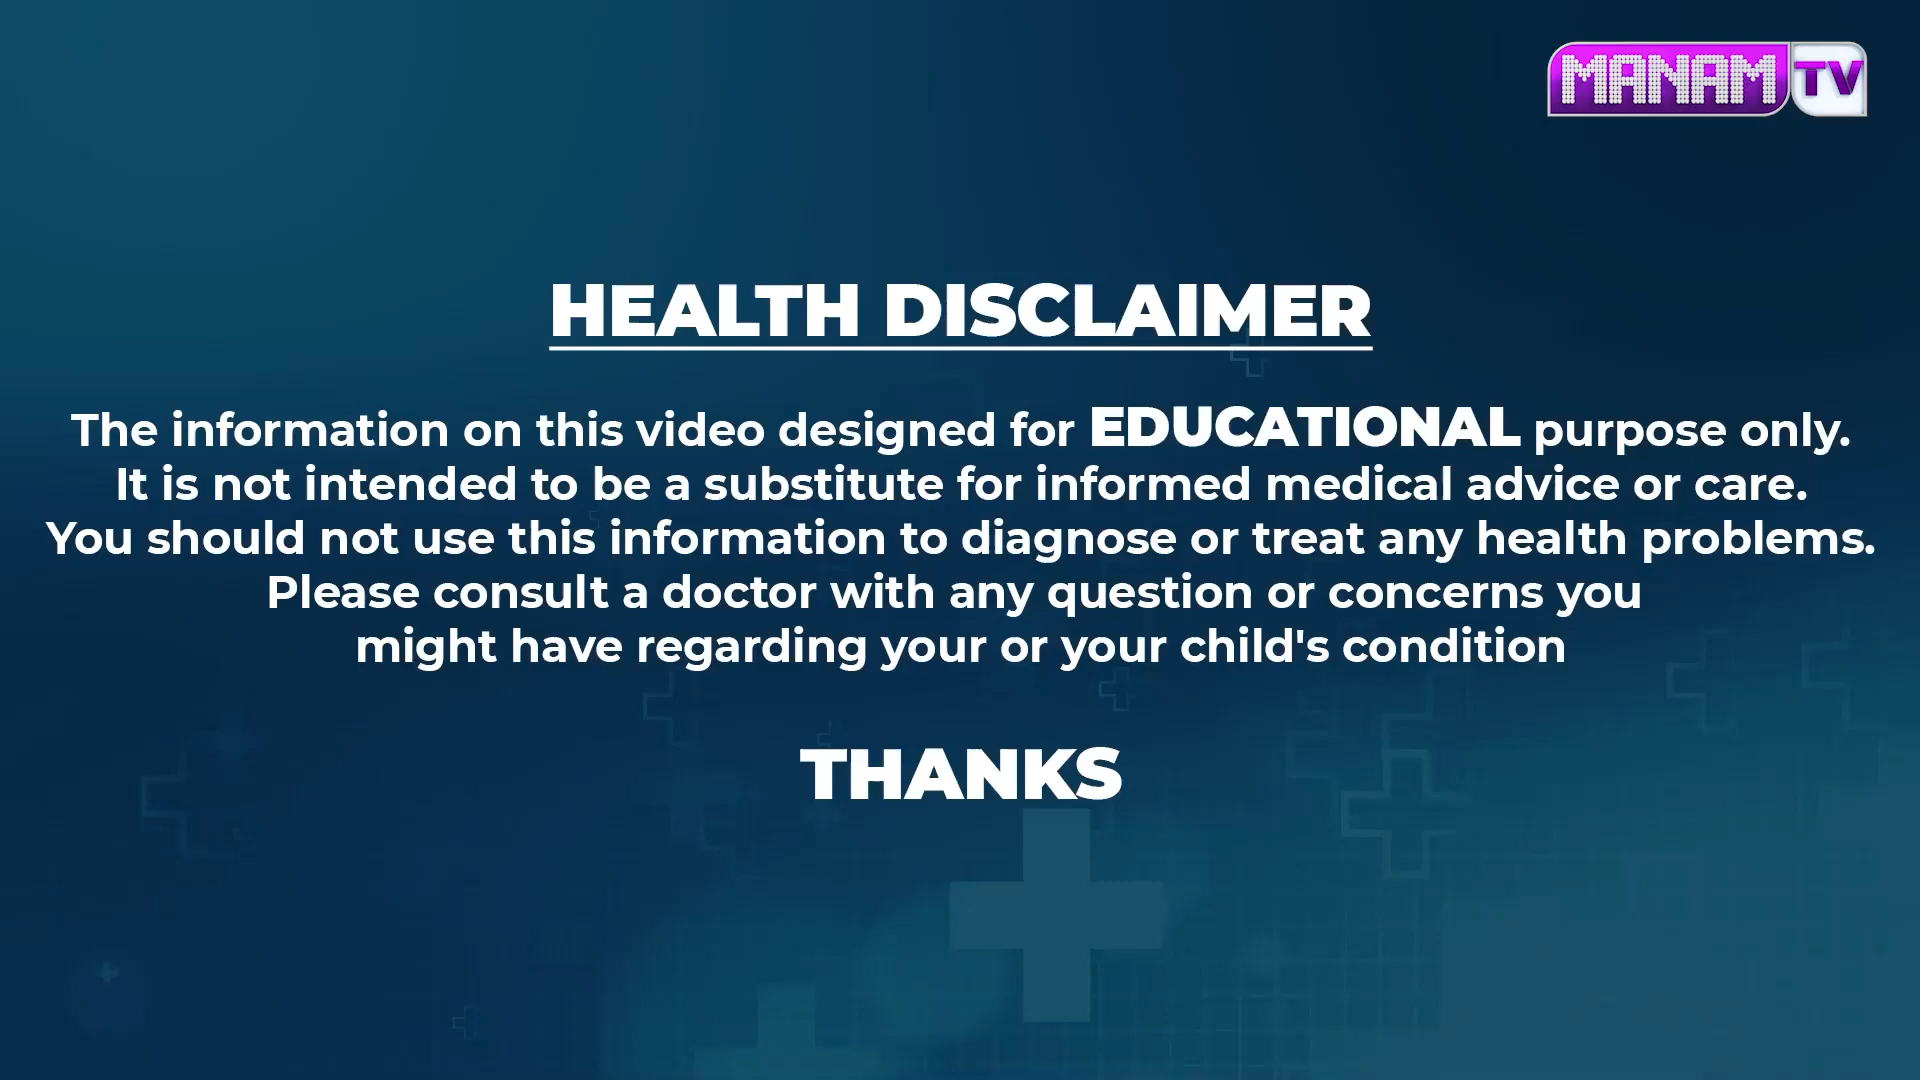 MANAM TV
HEALTH DISCLAIMER
The information on this video designed for EDUCATIONAL purpose only.
It is not intended to be a substitute for informed medical advice or care.
You should not use this information to diagnose or treat any health problems.
Please consult a doctor with any question or concerns you
might have regarding your or your child's condition
THANKS